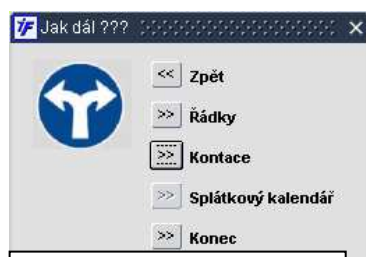 Jak dál ???
<< Zpět
>> Řádky
>> Kontace
>> Splátkový kalendář
>> Konec